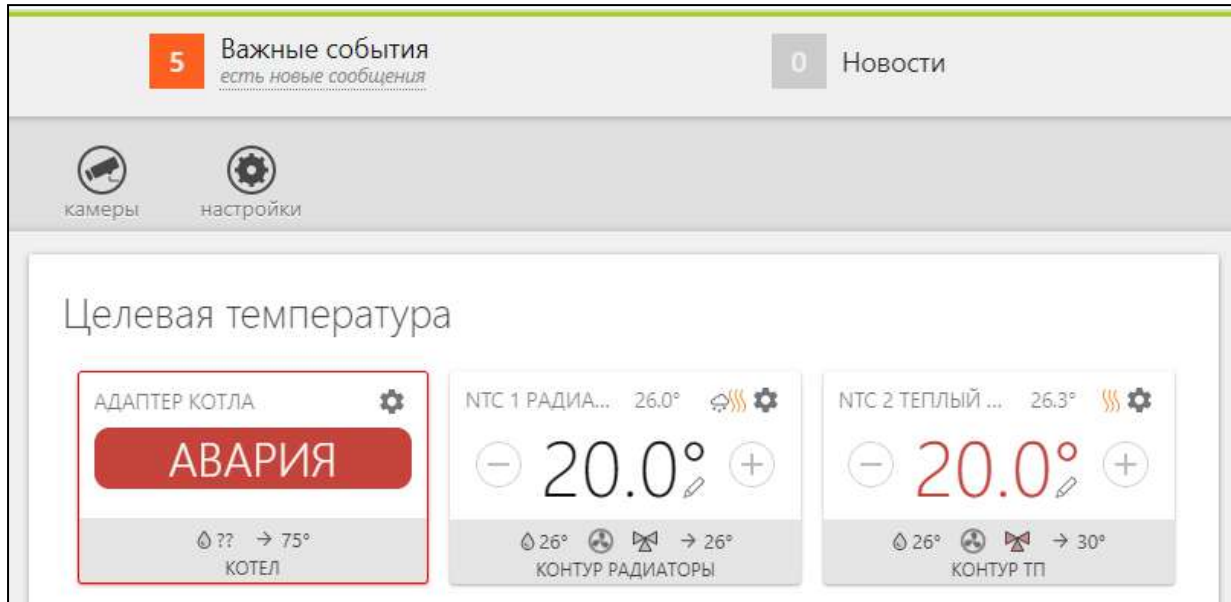 5 Важные события
есть новые сообщения
0 Новости
камеры настройки
Целевая температура
АДАПТЕР КОТЛА
АВАРИЯ
?? → 75°
КОТЕЛ
NTC 1 РАДИА... 26.0°
− 20.0° +
26° → 26°
КОНТУР РАДИАТОРЫ
NTC 2 ТЕПЛЫЙ ... 26.3°
− 20.0° +
26° → 30°
КОНТУР ТП